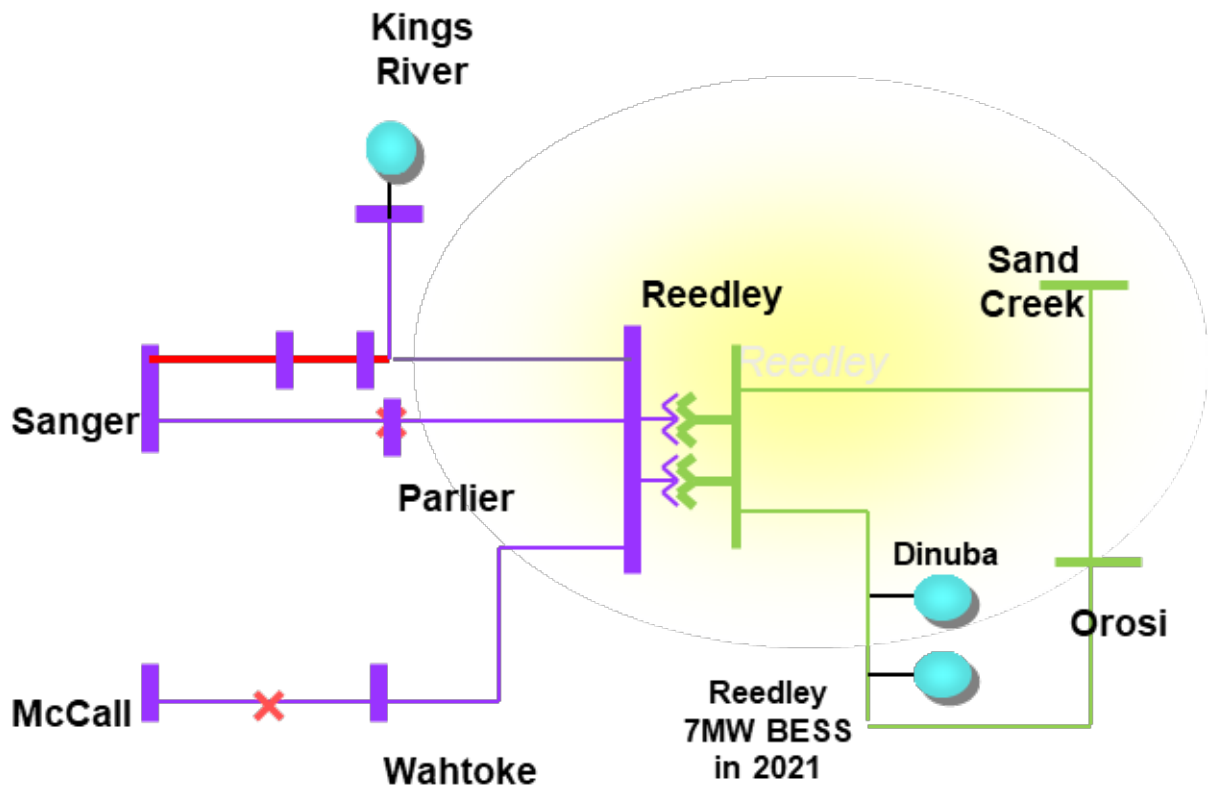 Kings
River
Sand
Creek
Reedley
Reedley
Sanger
Parlier
Dinuba
Orosi
McCall
Reedley
7MW BESS
in 2021
Wahtoke